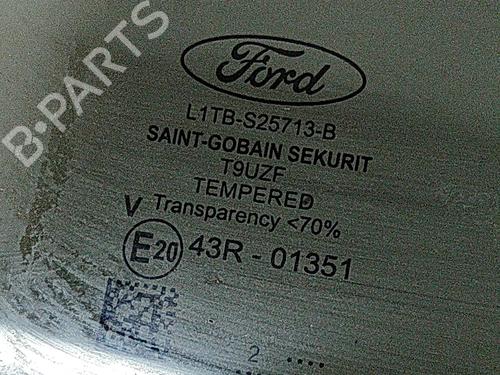 B-PARTS
Ford
L1TB-S25713-B
SAINT-GOBAIN SEKURIT
T9UZF
TEMPERED
V Transparency <70%
E20 43R - 01351
2 ....